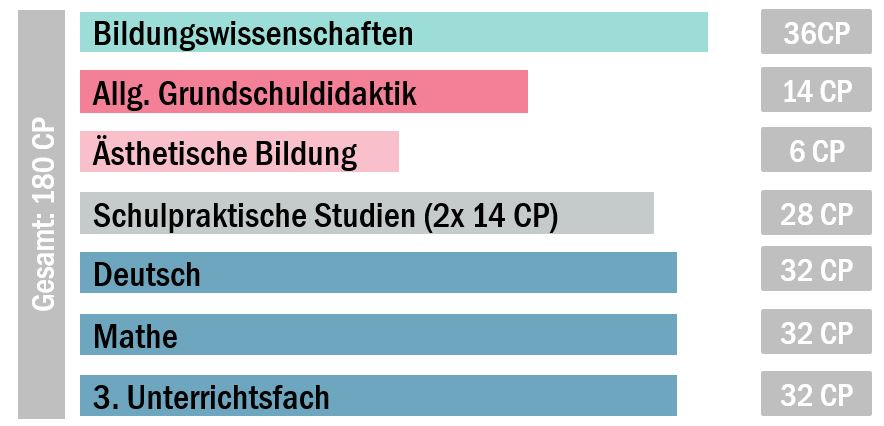 Gesamt: 180 CP
Bildungswissenschaften 36CP
Allg. Grundschuldidaktik 14 CP
Ästhetische Bildung 6 CP
Schulpraktische Studien (2x 14 CP) 28 CP
Deutsch 32 CP
Mathe 32 CP
3. Unterrichtsfach 32 CP